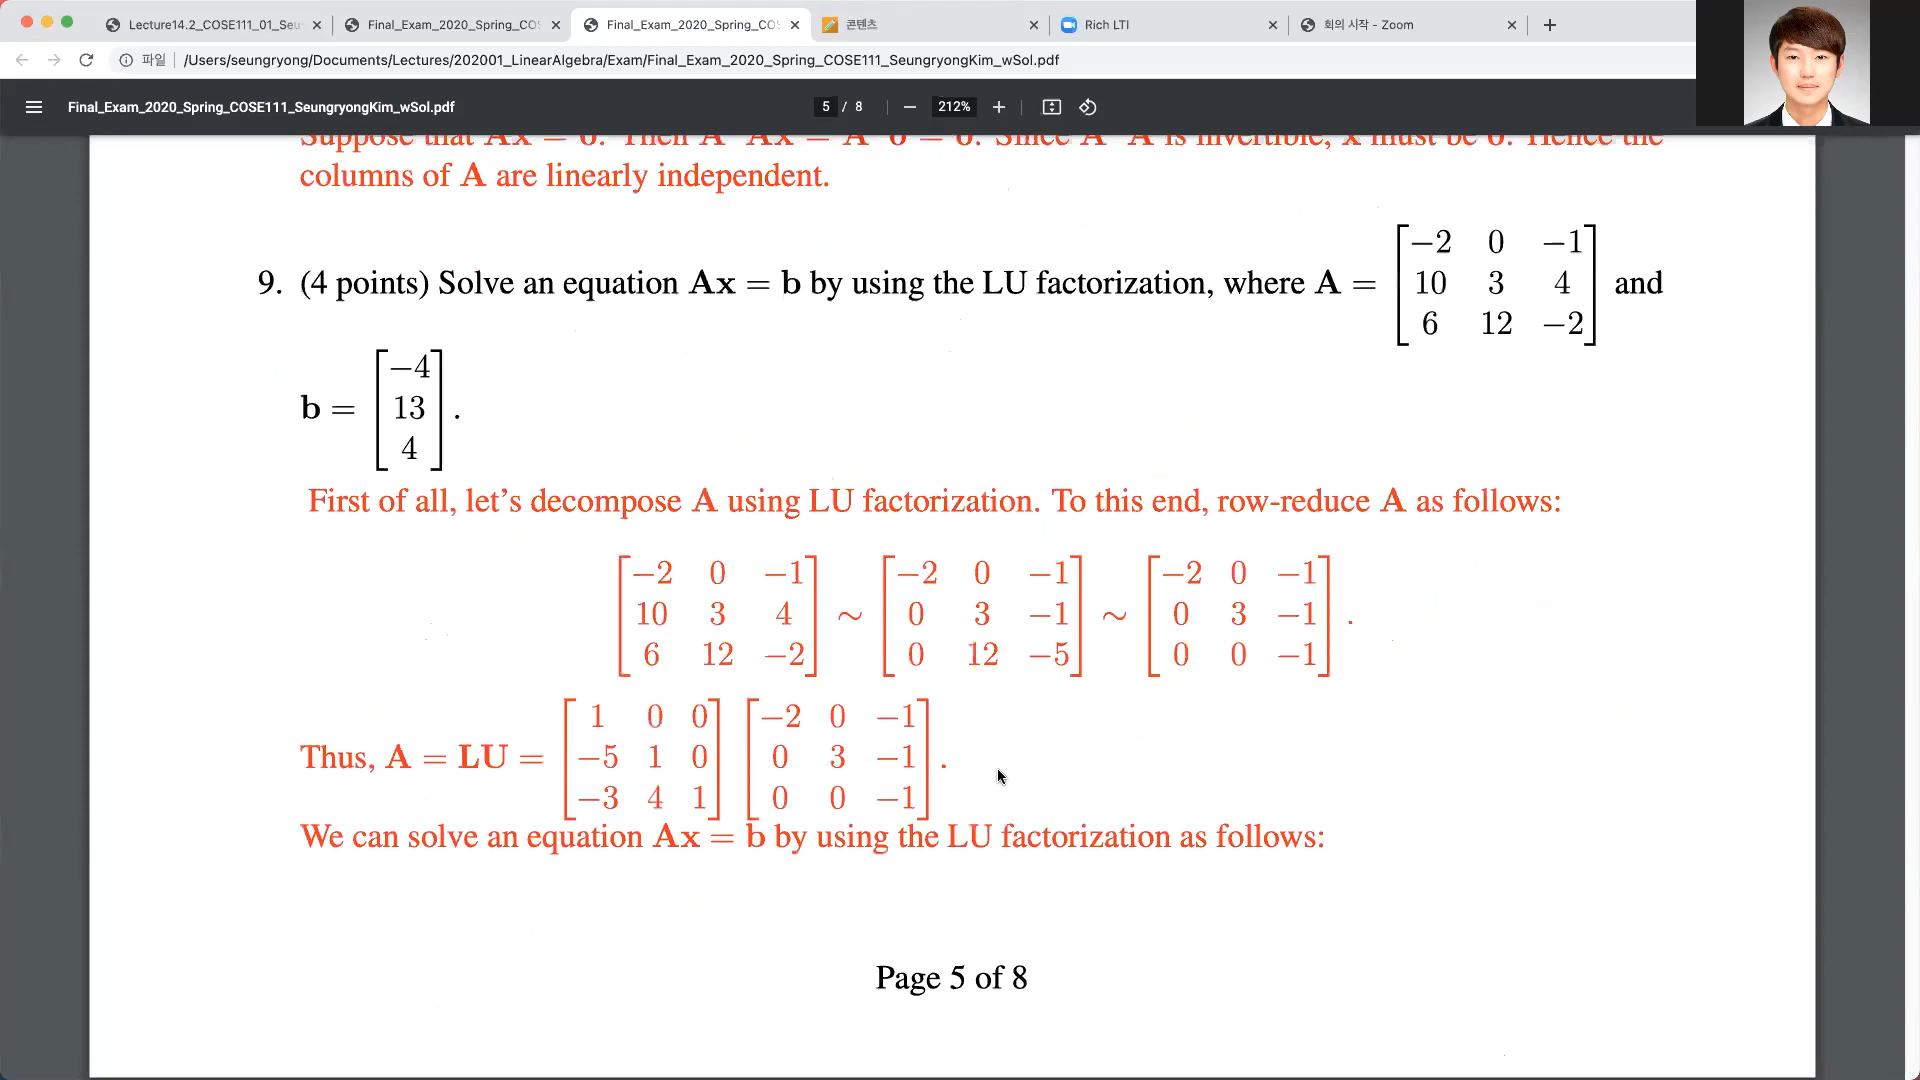 Lecture14.2_COSE111_01_Seu
Final_Exam_2020_Spring_CO
Final_Exam_2020_Spring_CO
콘텐츠
Rich LTI
회의 시작 - Zoom
파일 /Users/seungryong/Documents/Lectures/202001_LinearAlgebra/Exam/Final_Exam_2020_Spring_COSE111_SeungryongKim_wSol.pdf
Final_Exam_2020_Spring_COSE111_SeungryongKim_wSol.pdf 5 / 8 − 212% +
columns of A are linearly independent.
9. (4 points) Solve an equation Ax = b by using the LU factorization, where A = [−2 0 −1; 10 3 4; 6 12 −2] and
b = [−4; 13; 4].
First of all, let's decompose A using LU factorization. To this end, row-reduce A as follows:
[−2 0 −1; 10 3 4; 6 12 −2] ~ [−2 0 −1; 0 3 −1; 0 12 −5] ~ [−2 0 −1; 0 3 −1; 0 0 −1].
Thus, A = LU = [1 0 0; −5 1 0; −3 4 1] [−2 0 −1; 0 3 −1; 0 0 −1].
We can solve an equation Ax = b by using the LU factorization as follows:
Page 5 of 8